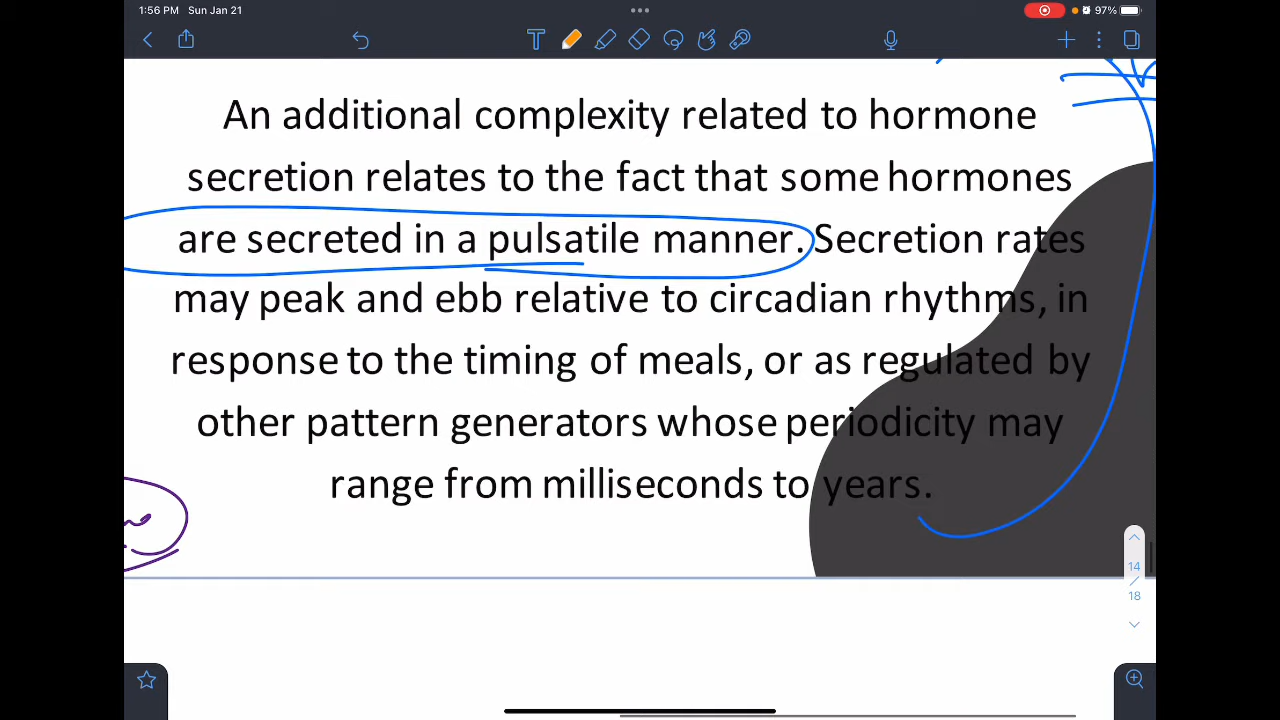 1:56 PM Sun Jan 21
97%
T
An additional complexity related to hormone
secretion relates to the fact that some hormones
are secreted in a pulsatile manner. Secretion rates
may peak and ebb relative to circadian rhythms, in
response to the timing of meals, or as regulated by
other pattern generators whose periodicity may
range from milliseconds to years.
14
/
18